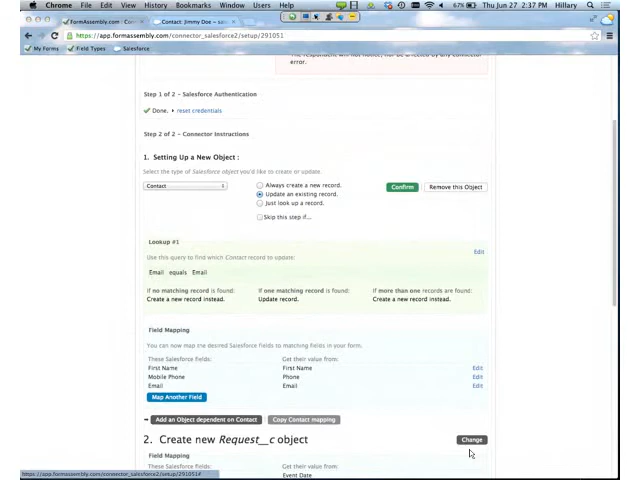 Chrome File Edit View History Bookmarks Window Users Help 67% Thu Jun 27 2:37 PM Hillary
FormAssembly.com Contact: Jimmy Doe
https://app.formassembly.com/connector_salesforce2/setup/291051
My Forms Field Types Salesforce
error.
Step 1 of 2 - Salesforce Authentication
Done. • reset credentials
Step 2 of 2 - Connector Instructions
1. Setting Up a New Object :
Select the type of Salesforce object you'd like to create or update.
Contact
Always create a new record.
Update an existing record.
Just look up a record.
Skip this step if...
Confirm
Remove this Object
Lookup #1
Edit
Use this query to find which Contact record to update:
Email equals Email
If no matching record is found: If one matching record is found: If more than one records are found:
Create a new record instead. Update record. Create a new record instead.
Field Mapping
You can now map the desired Salesforce fields to matching fields in your form.
These Salesforce fields: Get their value from:
First Name First Name Edit
Mobile Phone Phone Edit
Email Email Edit
Map Another Field
Add an Object dependent on Contact Copy Contact mapping
2. Create new Request__c object Change
Field Mapping
These Salesforce fields: Get their value from:
Event Date
https://app.formassembly.com/connector_salesforce2/setup/291051#